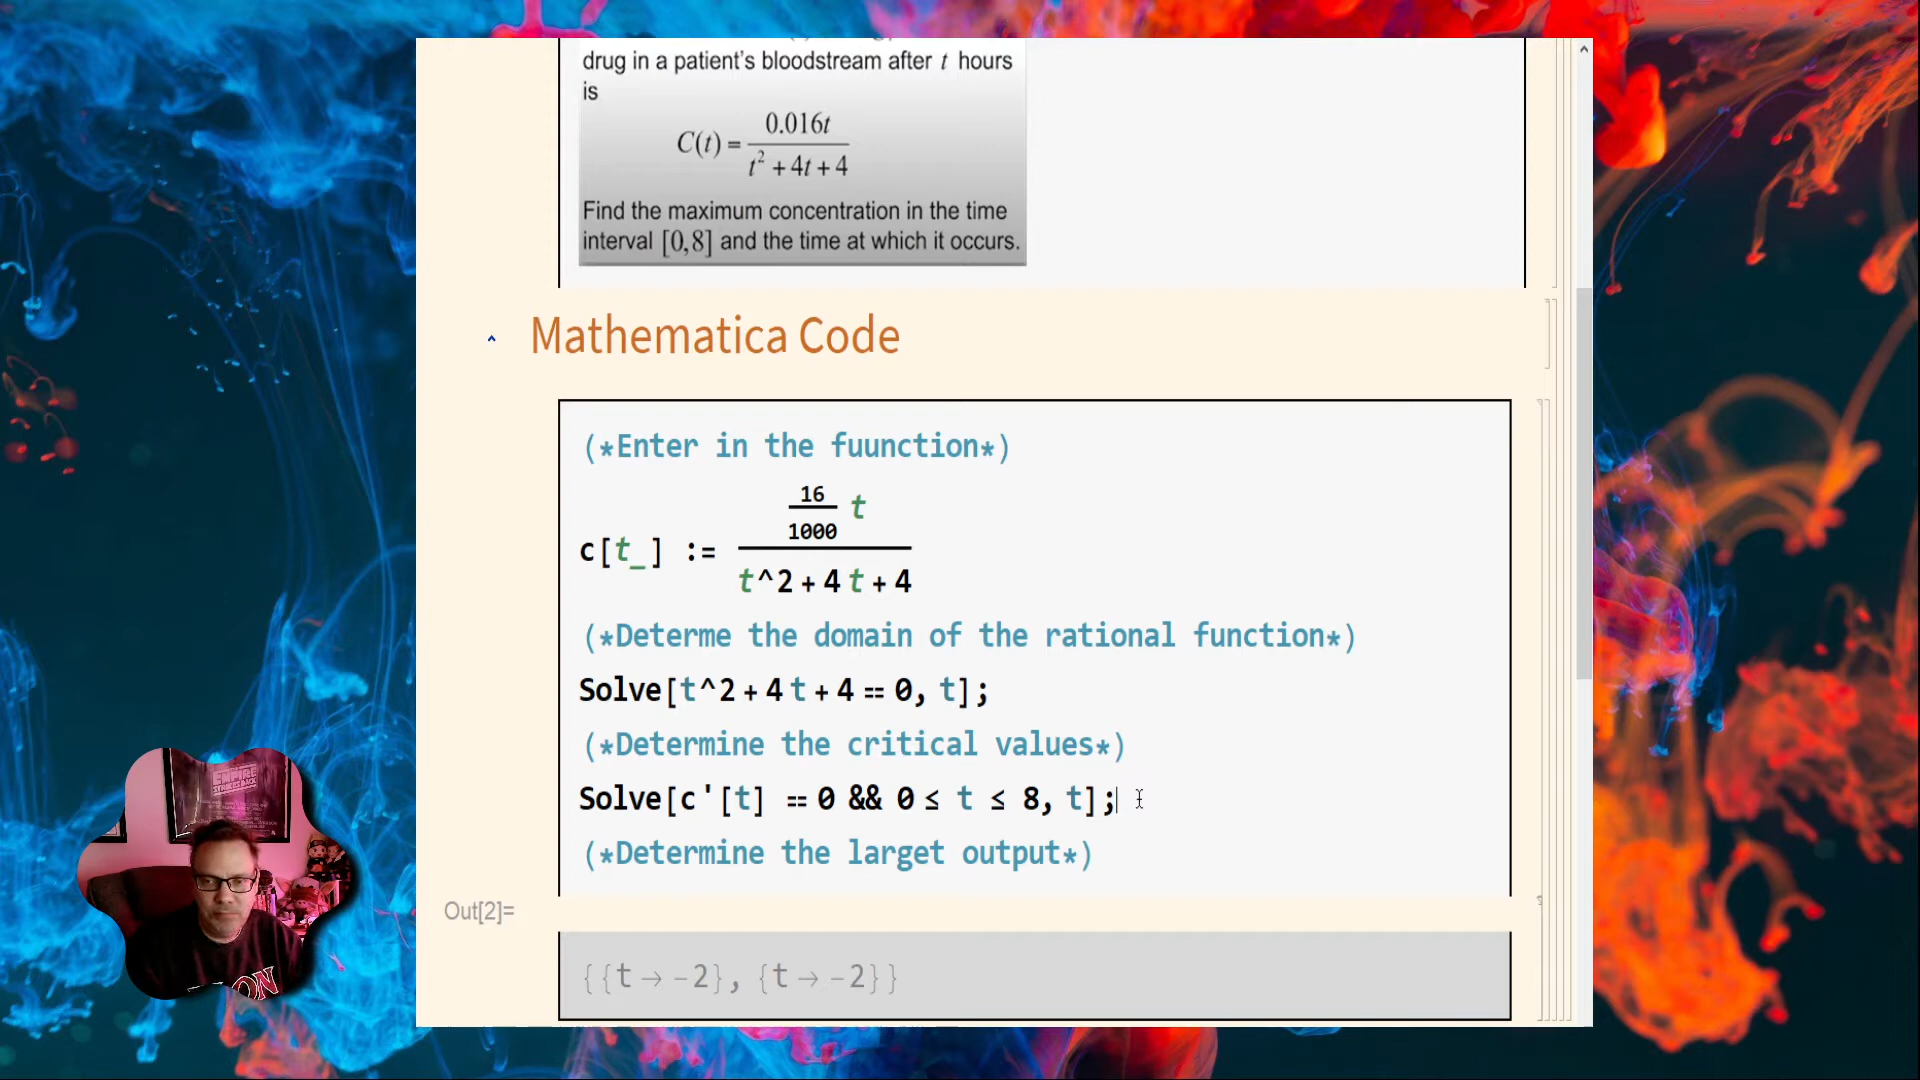 drug in a patient's bloodstream after t hours
is
C(t) = 0.016t / t² + 4t + 4
Find the maximum concentration in the time
interval [0,8] and the time at which it occurs.
Mathematica Code
(*Enter in the fuunction*)
c[t_] := 16/1000 t / t^2 + 4 t + 4
(*Determe the domain of the rational function*)
Solve[t^2 + 4 t + 4 == 0, t];
(*Determine the critical values*)
Solve[c'[t] == 0 && 0 ≤ t ≤ 8, t];
(*Determine the larget output*)
Out[2]=
{{t → -2}, {t → -2}}
EMPIRE
STRIKES BACK